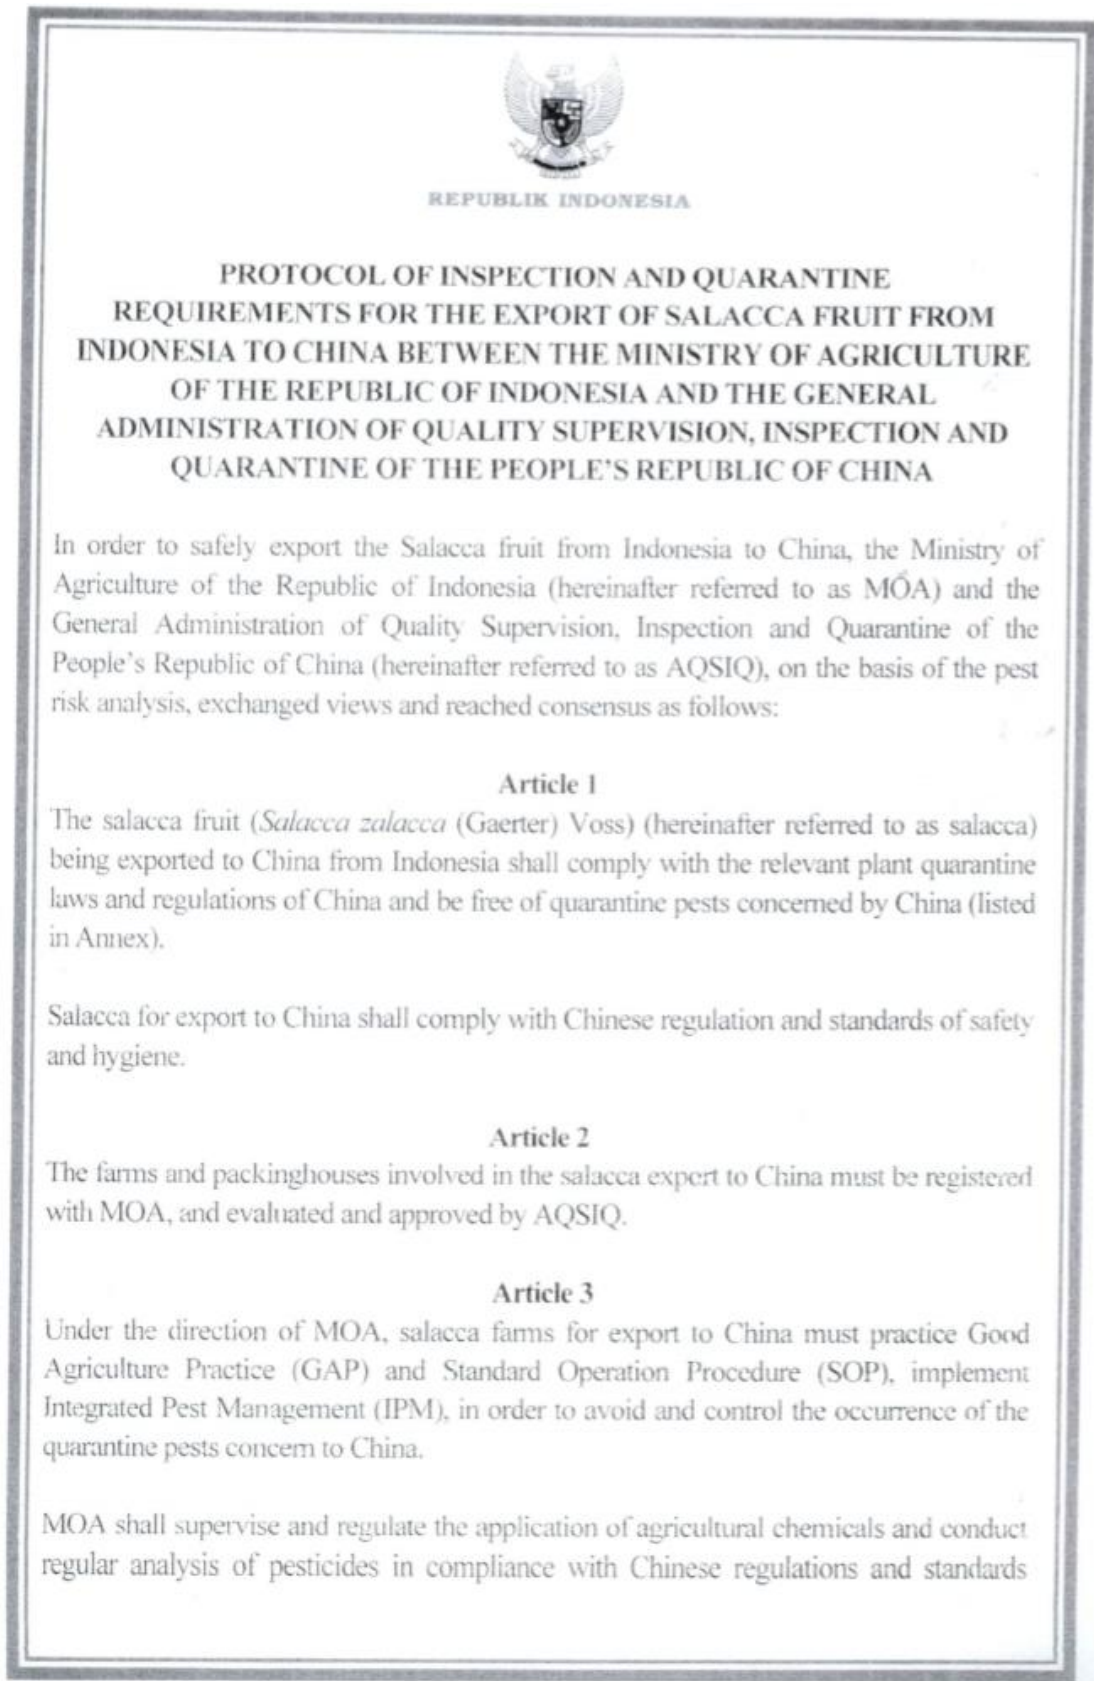 REPUBLIK INDONESIA
PROTOCOL OF INSPECTION AND QUARANTINE
REQUIREMENTS FOR THE EXPORT OF SALACCA FRUIT FROM
INDONESIA TO CHINA BETWEEN THE MINISTRY OF AGRICULTURE
OF THE REPUBLIC OF INDONESIA AND THE GENERAL
ADMINISTRATION OF QUALITY SUPERVISION, INSPECTION AND
QUARANTINE OF THE PEOPLE'S REPUBLIC OF CHINA
In order to safely export the Salacca fruit from Indonesia to China, the Ministry of
Agriculture of the Republic of Indonesia (hereinafter referred to as MOA) and the
General Administration of Quality Supervision, Inspection and Quarantine of the
People's Republic of China (hereinafter referred to as AQSIQ), on the basis of the pest
risk analysis, exchanged views and reached consensus as follows:
Article 1
The salacca fruit (Salacca zalacca (Gaerter) Voss) (hereinafter referred to as salacca)
being exported to China from Indonesia shall comply with the relevant plant quarantine
laws and regulations of China and be free of quarantine pests concerned by China (listed
in Annex).
Salacca for export to China shall comply with Chinese regulation and standards of safety
and hygiene.
Article 2
The farms and packinghouses involved in the salacca export to China must be registered
with MOA, and evaluated and approved by AQSIQ.
Article 3
Under the direction of MOA, salacca farms for export to China must practice Good
Agriculture Practice (GAP) and Standard Operation Procedure (SOP), implement
Integrated Pest Management (IPM), in order to avoid and control the occurrence of the
quarantine pests concern to China.
MOA shall supervise and regulate the application of agricultural chemicals and conduct
regular analysis of pesticides in compliance with Chinese regulations and standards